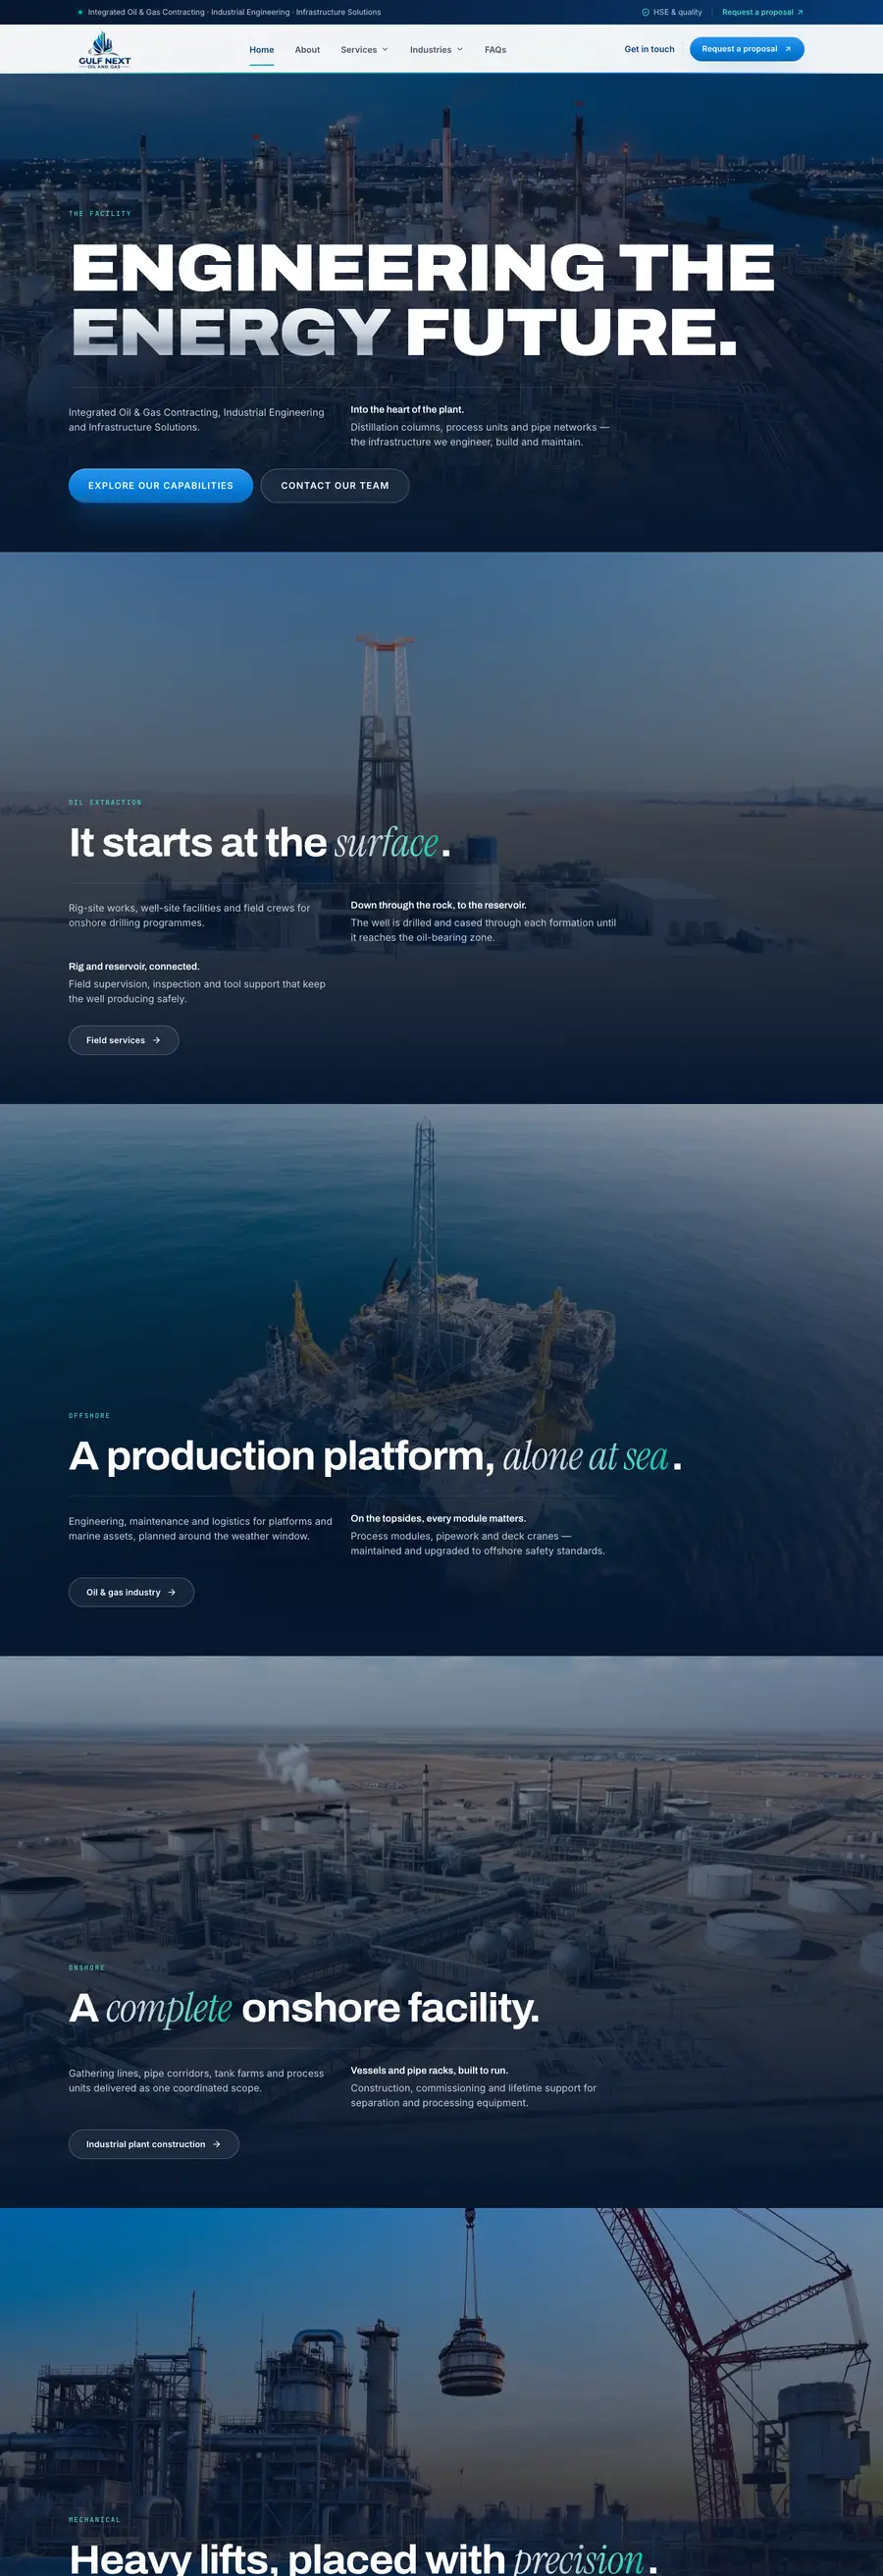 Integrated Oil & Gas Contracting · Industrial Engineering · Infrastructure Solutions
HSE & quality
Request a proposal
GULF NEXT
OIL AND GAS
Home
About
Services
Industries
FAQs
Get in touch
Request a proposal
THE FACILITY
ENGINEERING THE
ENERGY FUTURE.
Integrated Oil & Gas Contracting, Industrial Engineering
and Infrastructure Solutions.
Into the heart of the plant.
Distillation columns, process units and pipe networks —
the infrastructure we engineer, build and maintain.
EXPLORE OUR CAPABILITIES
CONTACT OUR TEAM
OIL EXTRACTION
It starts at the surface.
Rig-site works, well-site facilities and field crews for
onshore drilling programmes.
Down through the rock, to the reservoir.
The well is drilled and cased through each formation until
it reaches the oil-bearing zone.
Rig and reservoir, connected.
Field supervision, inspection and tool support that keep
the well producing safely.
Field services
OFFSHORE
A production platform, alone at sea.
Engineering, maintenance and logistics for platforms and
marine assets, planned around the weather window.
On the topsides, every module matters.
Process modules, pipework and deck cranes —
maintained and upgraded to offshore safety standards.
Oil & gas industry
ONSHORE
A complete onshore facility.
Gathering lines, pipe corridors, tank farms and process
units delivered as one coordinated scope.
Vessels and pipe racks, built to run.
Construction, commissioning and lifetime support for
separation and processing equipment.
Industrial plant construction
MECHANICAL
Heavy lifts, placed with precision.